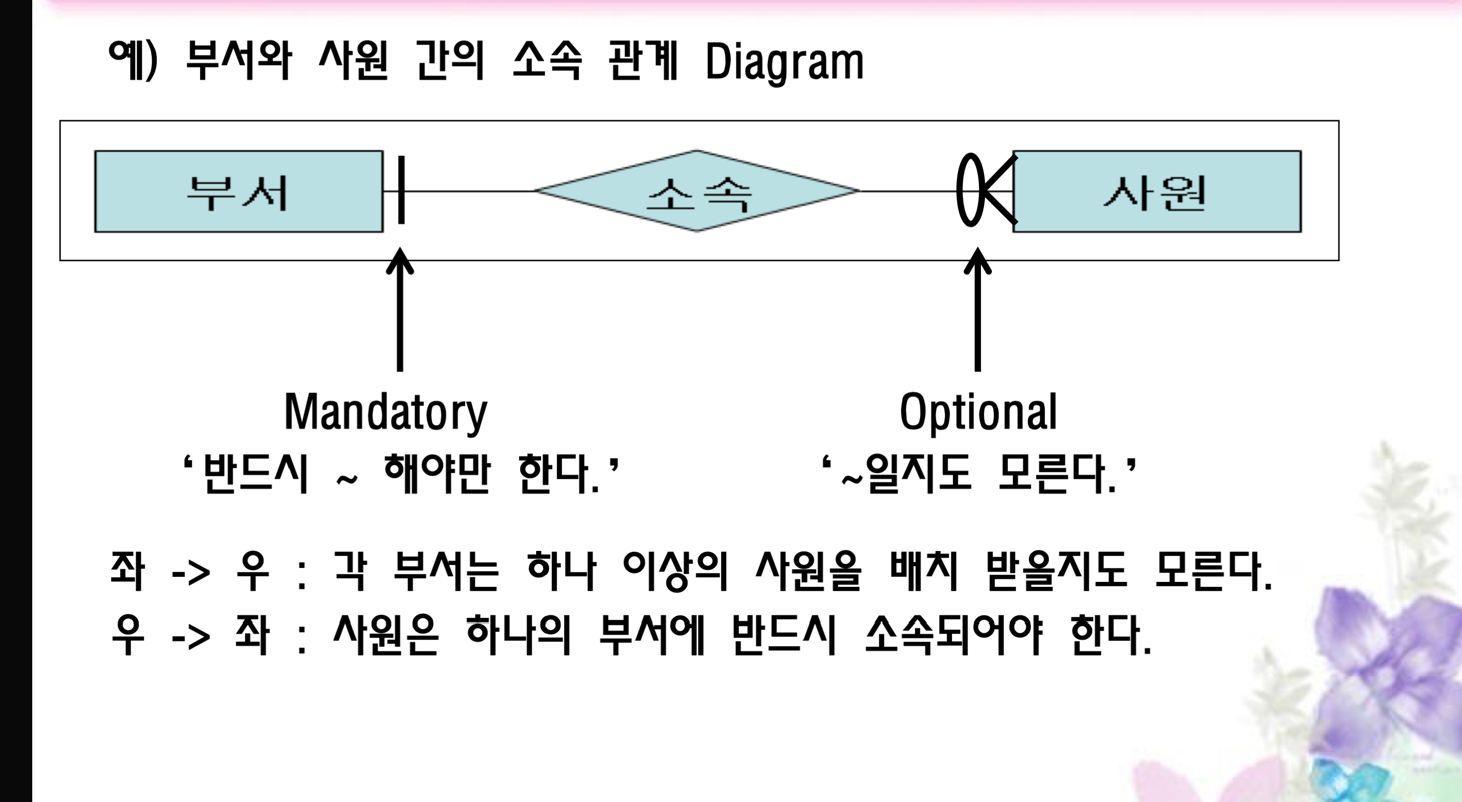 예) 부서와 사원 간의 소속 관계 Diagram
부서 소속 사원
Mandatory Optional
‘반드시 ~ 해야만 한다.’ ‘~일지도 모른다.’
좌 -> 우 : 각 부서는 하나 이상의 사원을 배치 받을지도 모른다.
우 -> 좌 : 사원은 하나의 부서에 반드시 소속되어야 한다.